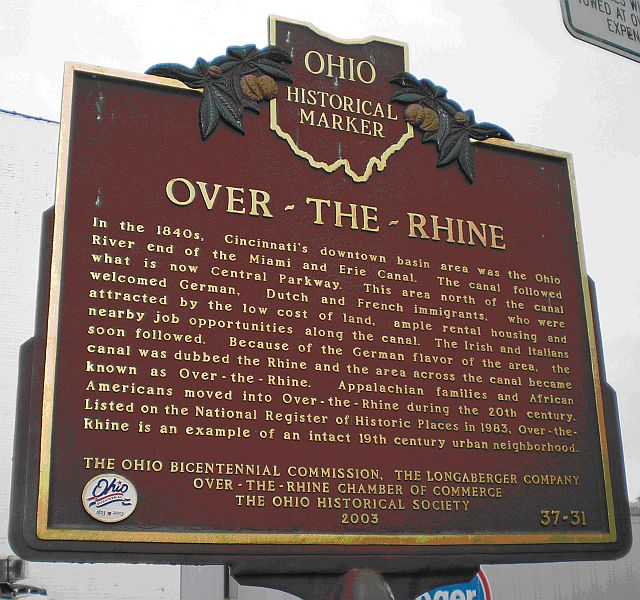 OHIO
HISTORICAL
MARKER
OVER-THE-RHINE
In the 1840s, Cincinnati's downtown basin area was the Ohio
River end of the Miami and Erie Canal. The canal followed
what is now Central Parkway. This area north of the canal
welcomed German, Dutch and French immigrants, who were
attracted by the low cost of land, ample rental housing and
nearby job opportunities along the canal. The Irish and Italians
soon followed. Because of the German flavor of the area, the
canal was dubbed the Rhine and the area across the canal became
known as Over-the-Rhine. Appalachian families and African
Americans moved into Over-the-Rhine during the 20th century.
Listed on the National Register of Historic Places in 1983, Over-the-
Rhine is an example of an intact 19th century urban neighborhood.
THE OHIO BICENTENNIAL COMMISSION, THE LONGABERGER COMPANY
OVER-THE-RHINE CHAMBER OF COMMERCE
THE OHIO HISTORICAL SOCIETY
2003
37-31
Ohio
1803 2003
TOWED AT
EXPEN
ger